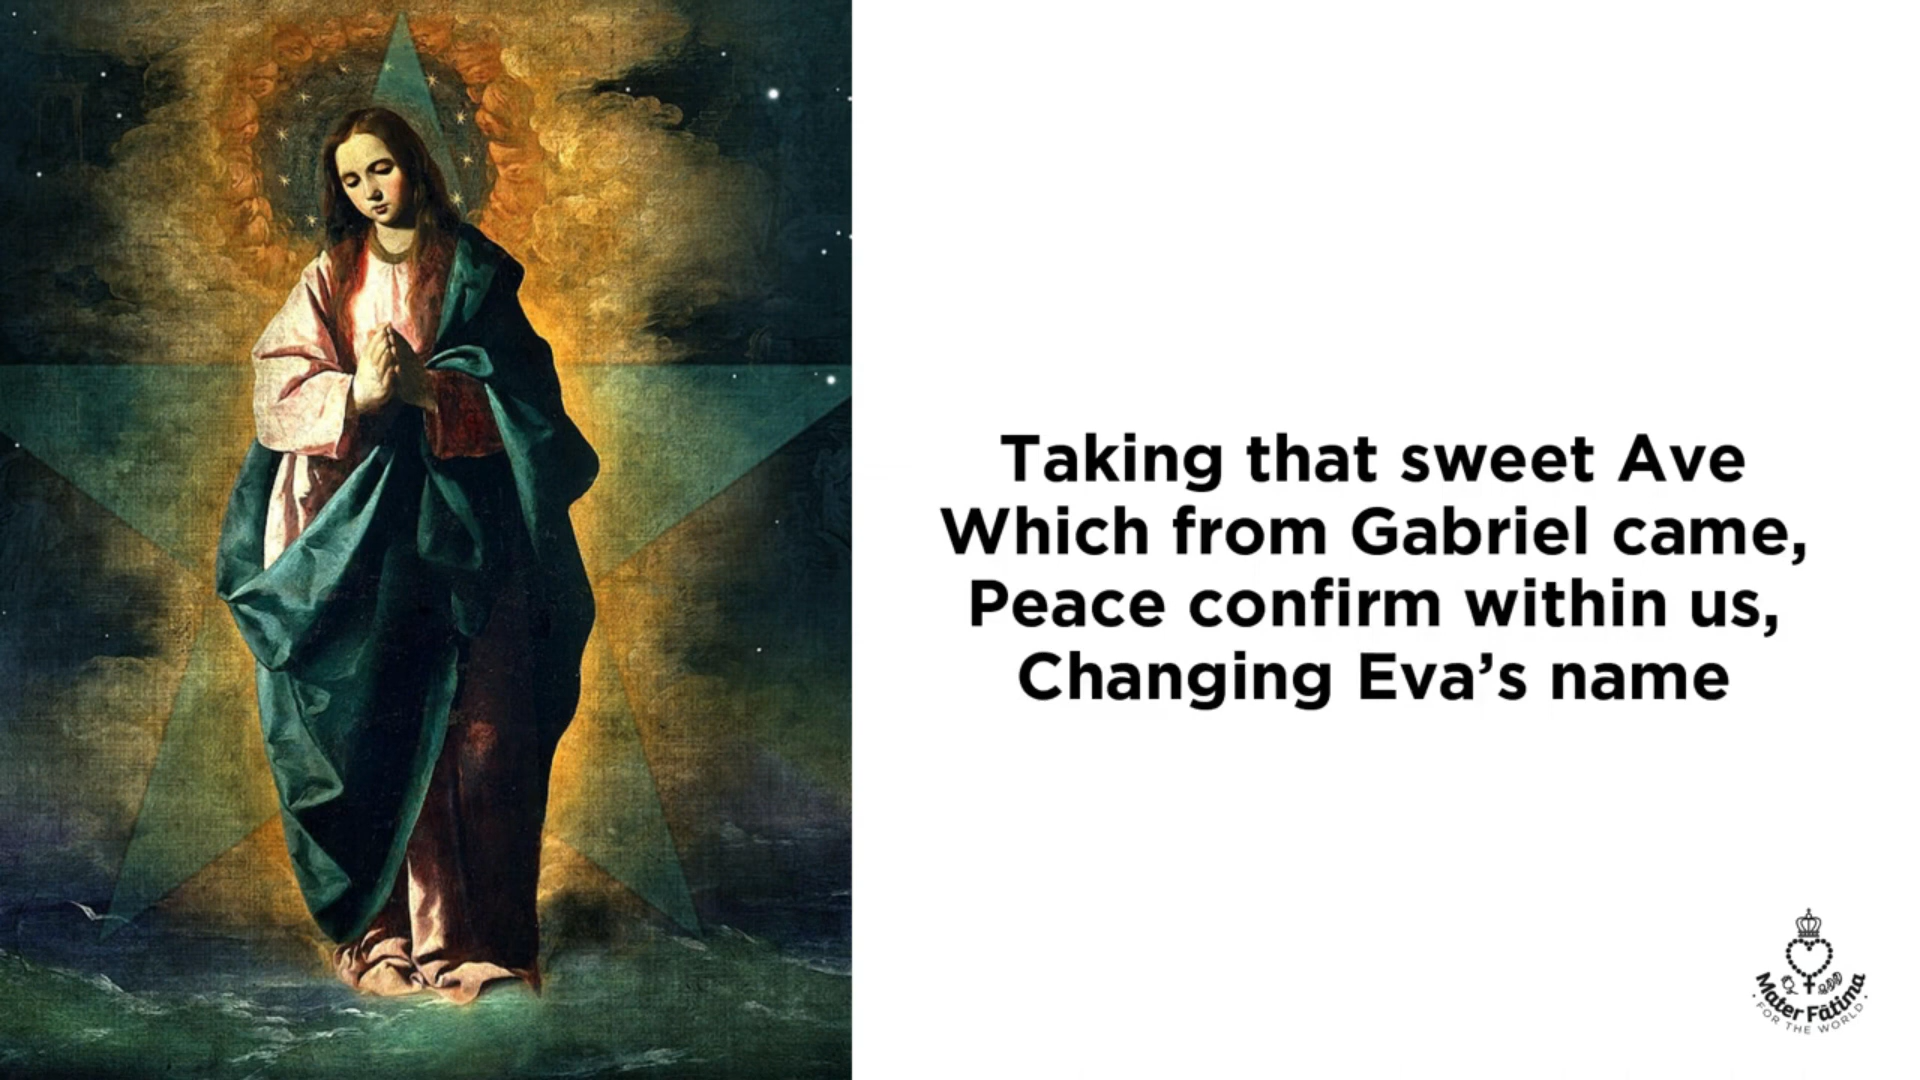 Taking that sweet Ave
Which from Gabriel came,
Peace confirm within us,
Changing Eva’s name
Mater Fātima
· FOR THE WORLD ·